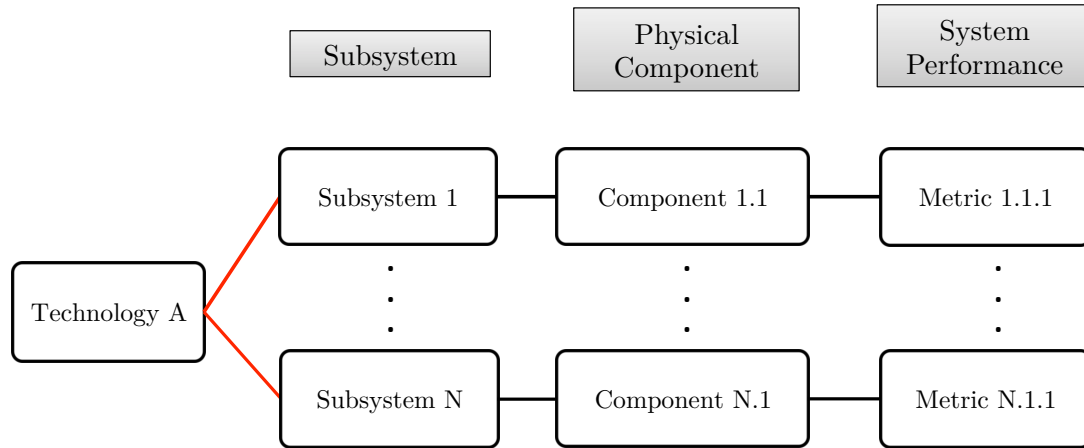 Subsystem
Physical
Component
System
Performance
Subsystem 1
Component 1.1
Metric 1.1.1
Technology A
Subsystem N
Component N.1
Metric N.1.1